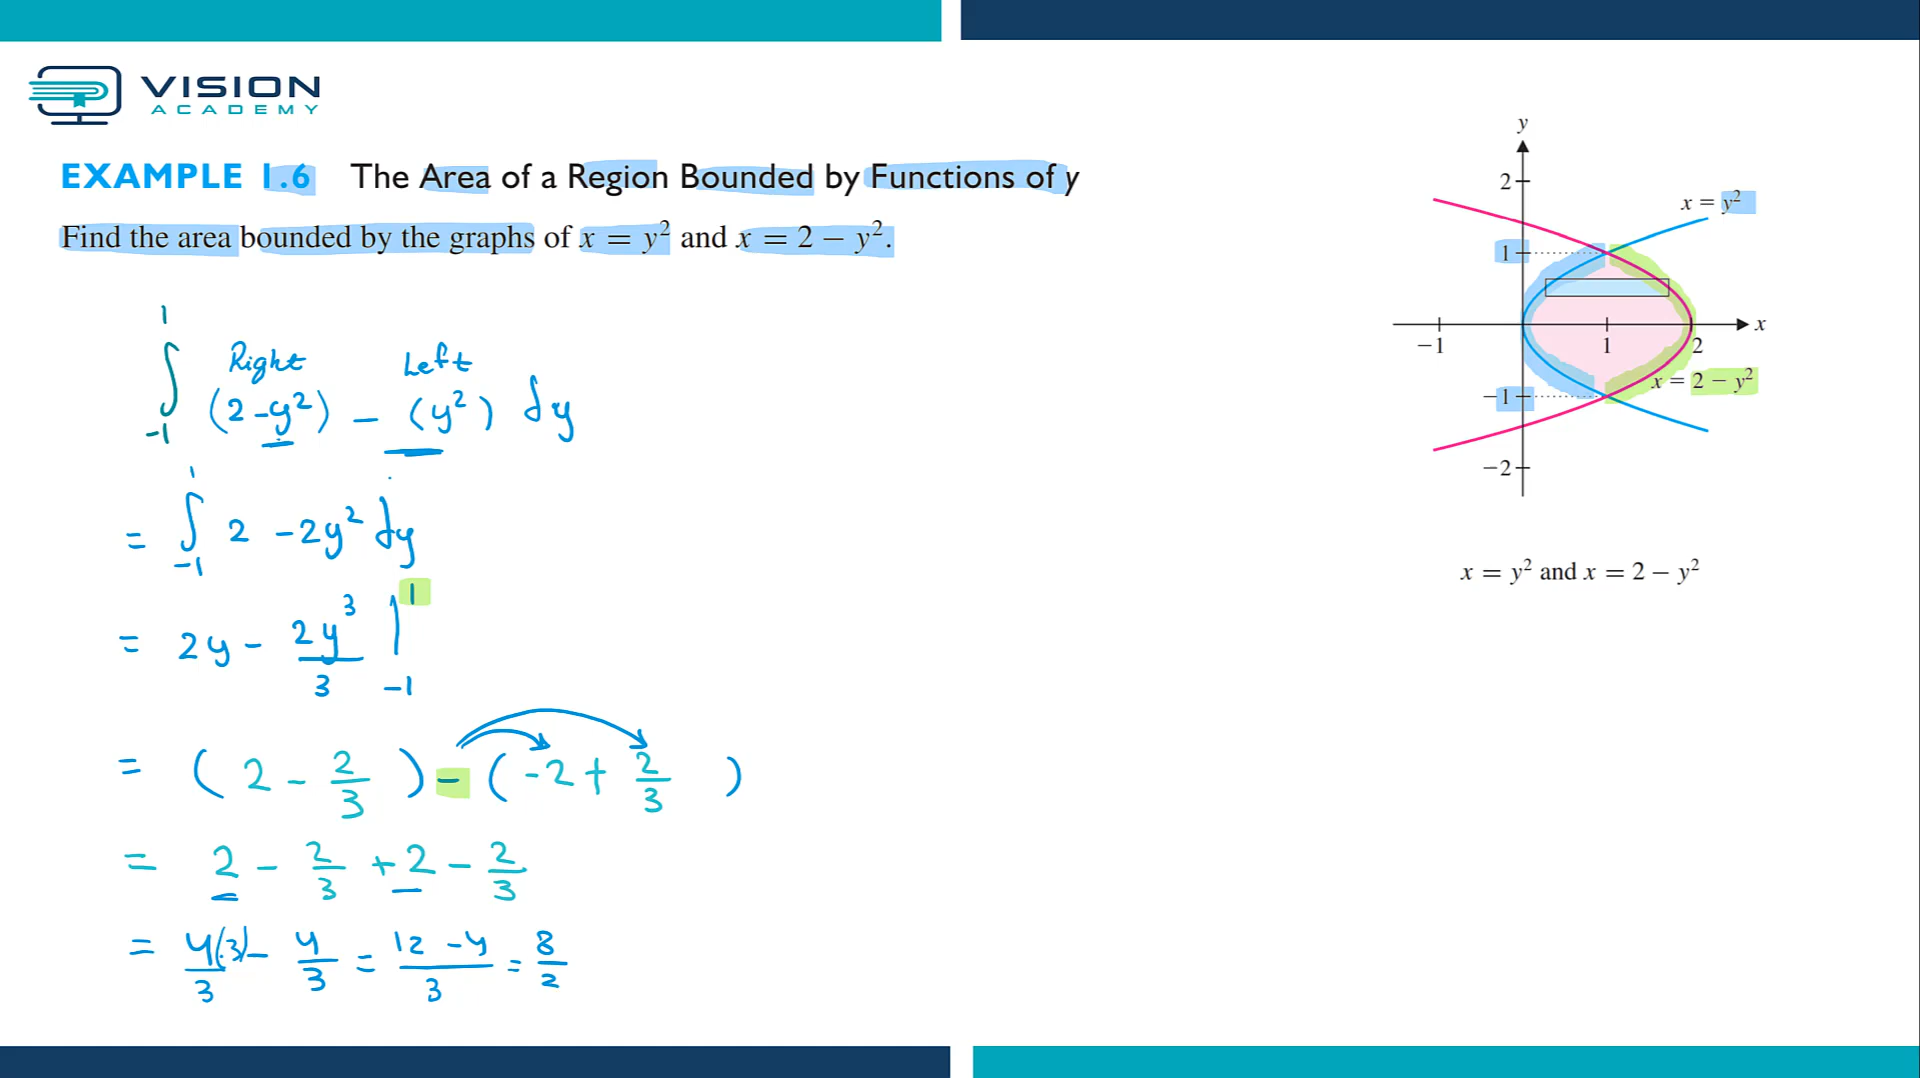 VISION
ACADEMY
EXAMPLE 1.6 The Area of a Region Bounded by Functions of y
Find the area bounded by the graphs of x = y² and x = 2 − y².
1
∫ Right Left
(2-y²) - (y²) dy
-1
1
= ∫ 2 -2y² dy
-1
= 2y - 2y³/3 |
1
-1
= ( 2 - 2/3 ) - ( -2 + 2/3 )
= 2 - 2/3 + 2 - 2/3
= 4(3)/3 - 4/3 = 12 - 4/3 = 8/2
y
2
x = y²
1
x
−1
1
2
x = 2 − y²
−1
−2
x = y² and x = 2 − y²